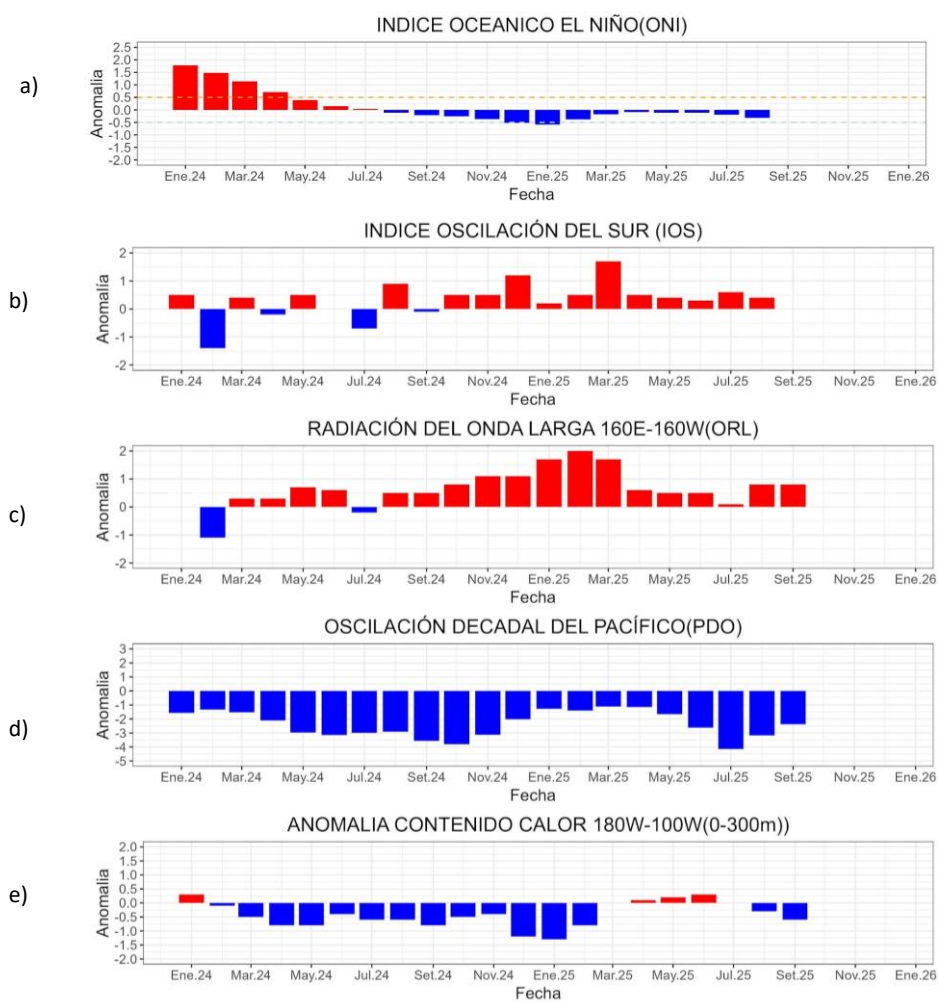 a)
INDICE OCEANICO EL NIÑO(ONI)
Anomalia
2.5
2.0
1.5
1.0
0.5
0.0
-0.5
-1.0
-1.5
-2.0
Ene.24 Mar.24 May.24 Jul.24 Set.24 Nov.24 Ene.25 Mar.25 May.25 Jul.25 Set.25 Nov.25 Ene.26
Fecha
b)
INDICE OSCILACIÓN DEL SUR (IOS)
Anomalia
2
1
0
-1
-2
Ene.24 Mar.24 May.24 Jul.24 Set.24 Nov.24 Ene.25 Mar.25 May.25 Jul.25 Set.25 Nov.25 Ene.26
Fecha
c)
RADIACIÓN DEL ONDA LARGA 160E-160W(ORL)
Anomalia
2
1
0
-1
-2
Ene.24 Mar.24 May.24 Jul.24 Set.24 Nov.24 Ene.25 Mar.25 May.25 Jul.25 Set.25 Nov.25 Ene.26
Fecha
d)
OSCILACIÓN DECADAL DEL PACÍFICO(PDO)
Anomalia
3
2
1
0
-1
-2
-3
-4
-5
Ene.24 Mar.24 May.24 Jul.24 Set.24 Nov.24 Ene.25 Mar.25 May.25 Jul.25 Set.25 Nov.25 Ene.26
Fecha
e)
ANOMALIA CONTENIDO CALOR 180W-100W(0-300m))
Anomalia
2.0
1.5
1.0
0.5
0.0
-0.5
-1.0
-1.5
-2.0
Ene.24 Mar.24 May.24 Jul.24 Set.24 Nov.24 Ene.25 Mar.25 May.25 Jul.25 Set.25 Nov.25 Ene.26
Fecha